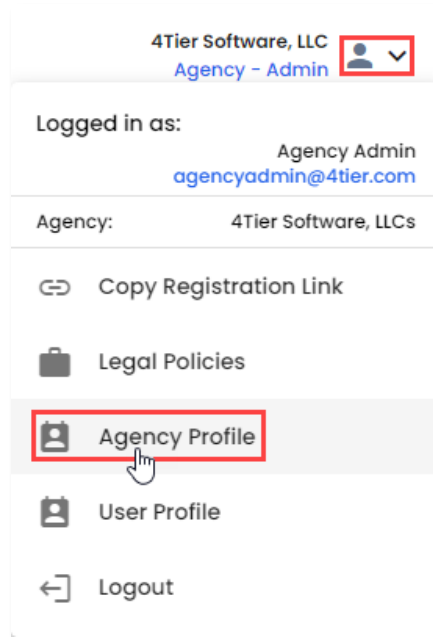 4Tier Software, LLC
Agency - Admin
Logged in as:
Agency Admin
agencyadmin@4tier.com
Agency: 4Tier Software, LLCs
Copy Registration Link
Legal Policies
Agency Profile
User Profile
Logout